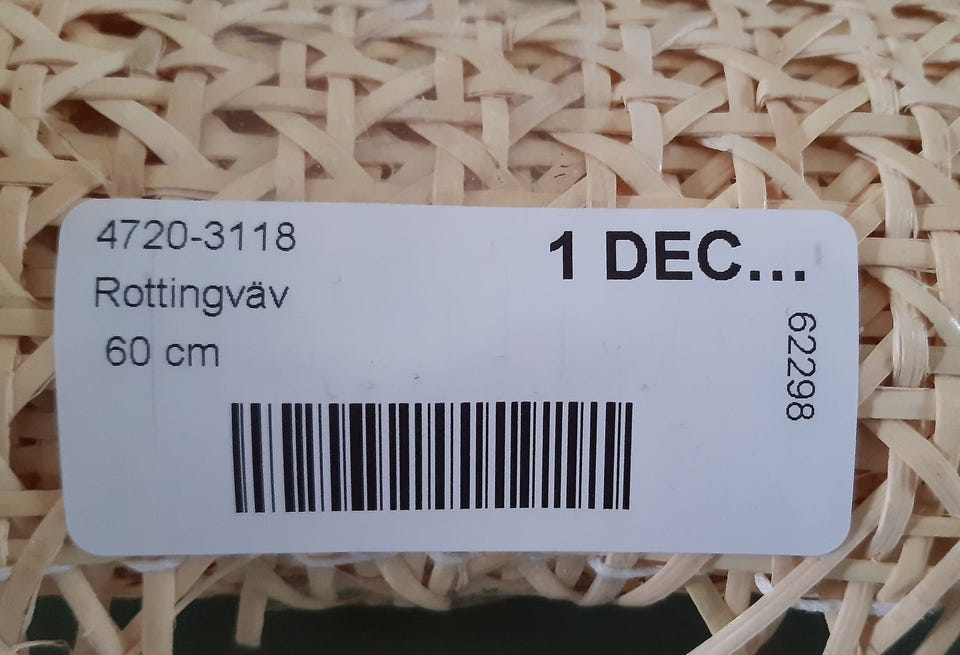 4720-3118
1 DEC...
Rottingväv
60 cm
62298